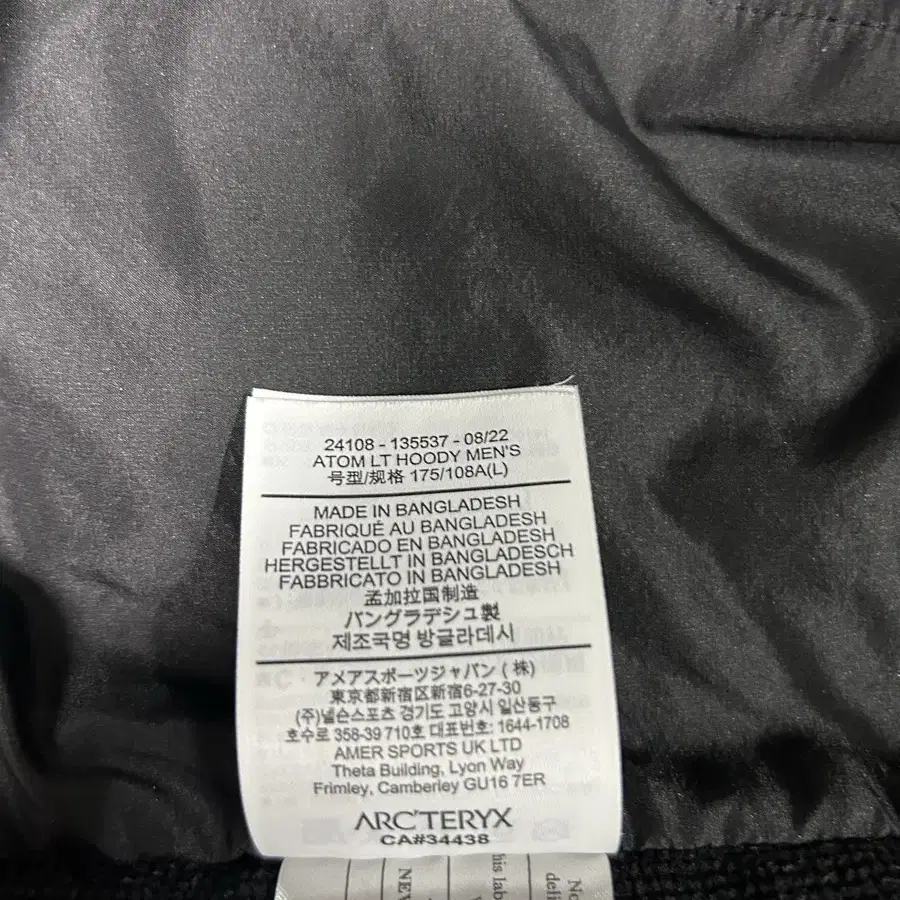 24108 - 135537 - 08/22
ATOM LT HOODY MEN'S
号型/规格 175/108A(L)
MADE IN BANGLADESH
FABRIQUÉ AU BANGLADESH
FABRICADO EN BANGLADESH
HERGESTELLT IN BANGLADESCH
FABBRICATO IN BANGLADESH
孟加拉国制造
バングラデシュ製
제조국명 방글라데시
アメアスポーツジャパン (株)
東京都新宿区新宿6-27-30
(주)넬슨스포츠 경기도 고양시 일산동구
호수로 358-39 710호 대표번호: 1644-1708
AMER SPORTS UK LTD
Theta Building, Lyon Way
Frimley, Camberley GU16 7ER
ARC'TERYX
CA#34438
NEW
his lab
No
defi